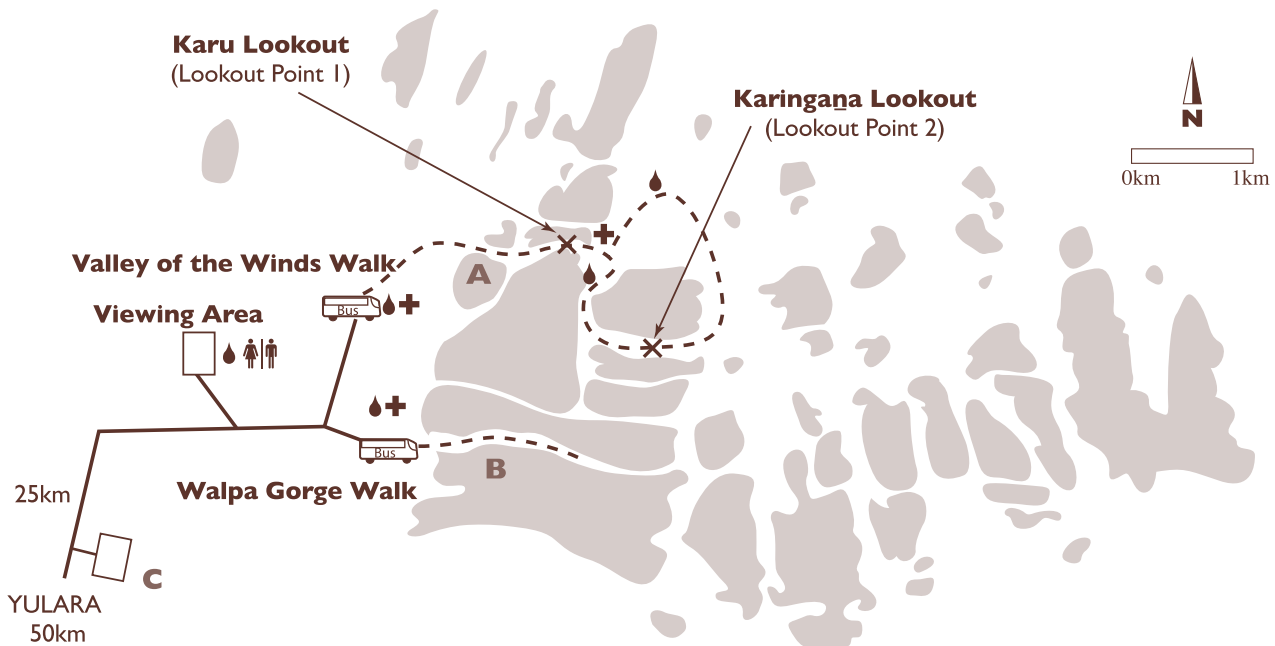 Karu Lookout
(Lookout Point 1)
Karingaṉa Lookout
(Lookout Point 2)
N
0km 1km
Valley of the Winds Walk
A
Bus
Viewing Area
Bus
B
Walpa Gorge Walk
25km
C
YULARA
50km